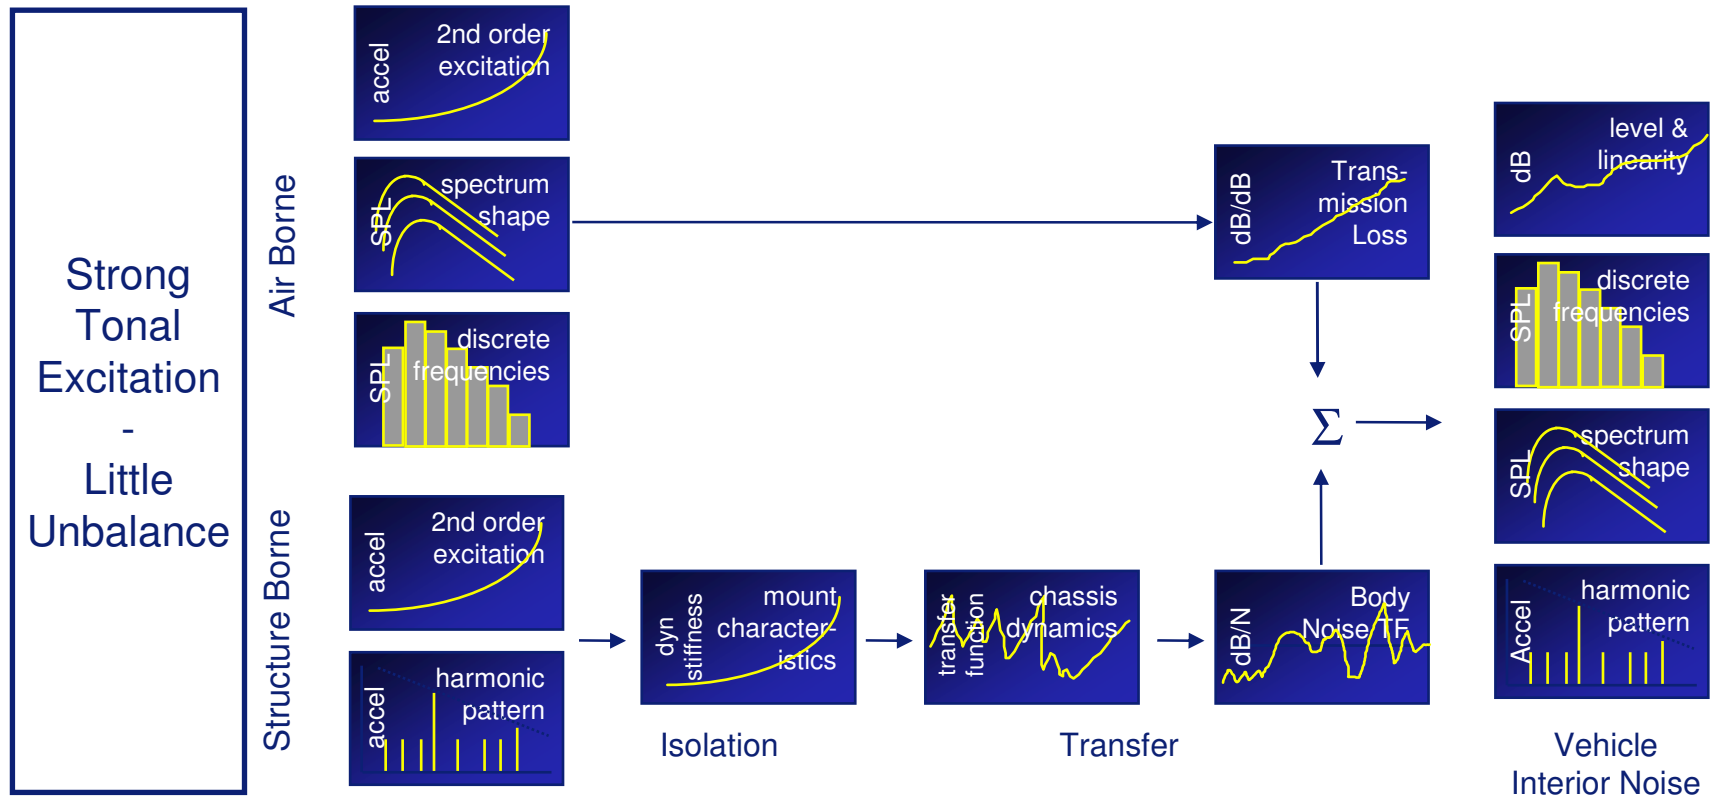 Strong
Tonal
Excitation
-
Little
Unbalance
Air Borne
accel
2nd order
excitation
SPL
spectrum
shape
SPL
discrete
frequencies
dB/dB
Trans-
mission
Loss
Σ
Structure Borne
accel
2nd order
excitation
accel
harmonic
pattern
dyn
stiffness
mount
character-
istics
Isolation
transfer
function
chassis
dynamics
Transfer
dB/N
Body
Noise TF
dB
level &
linearity
SPL
discrete
frequencies
SPL
spectrum
shape
Accel
harmonic
pattern
Vehicle
Interior Noise